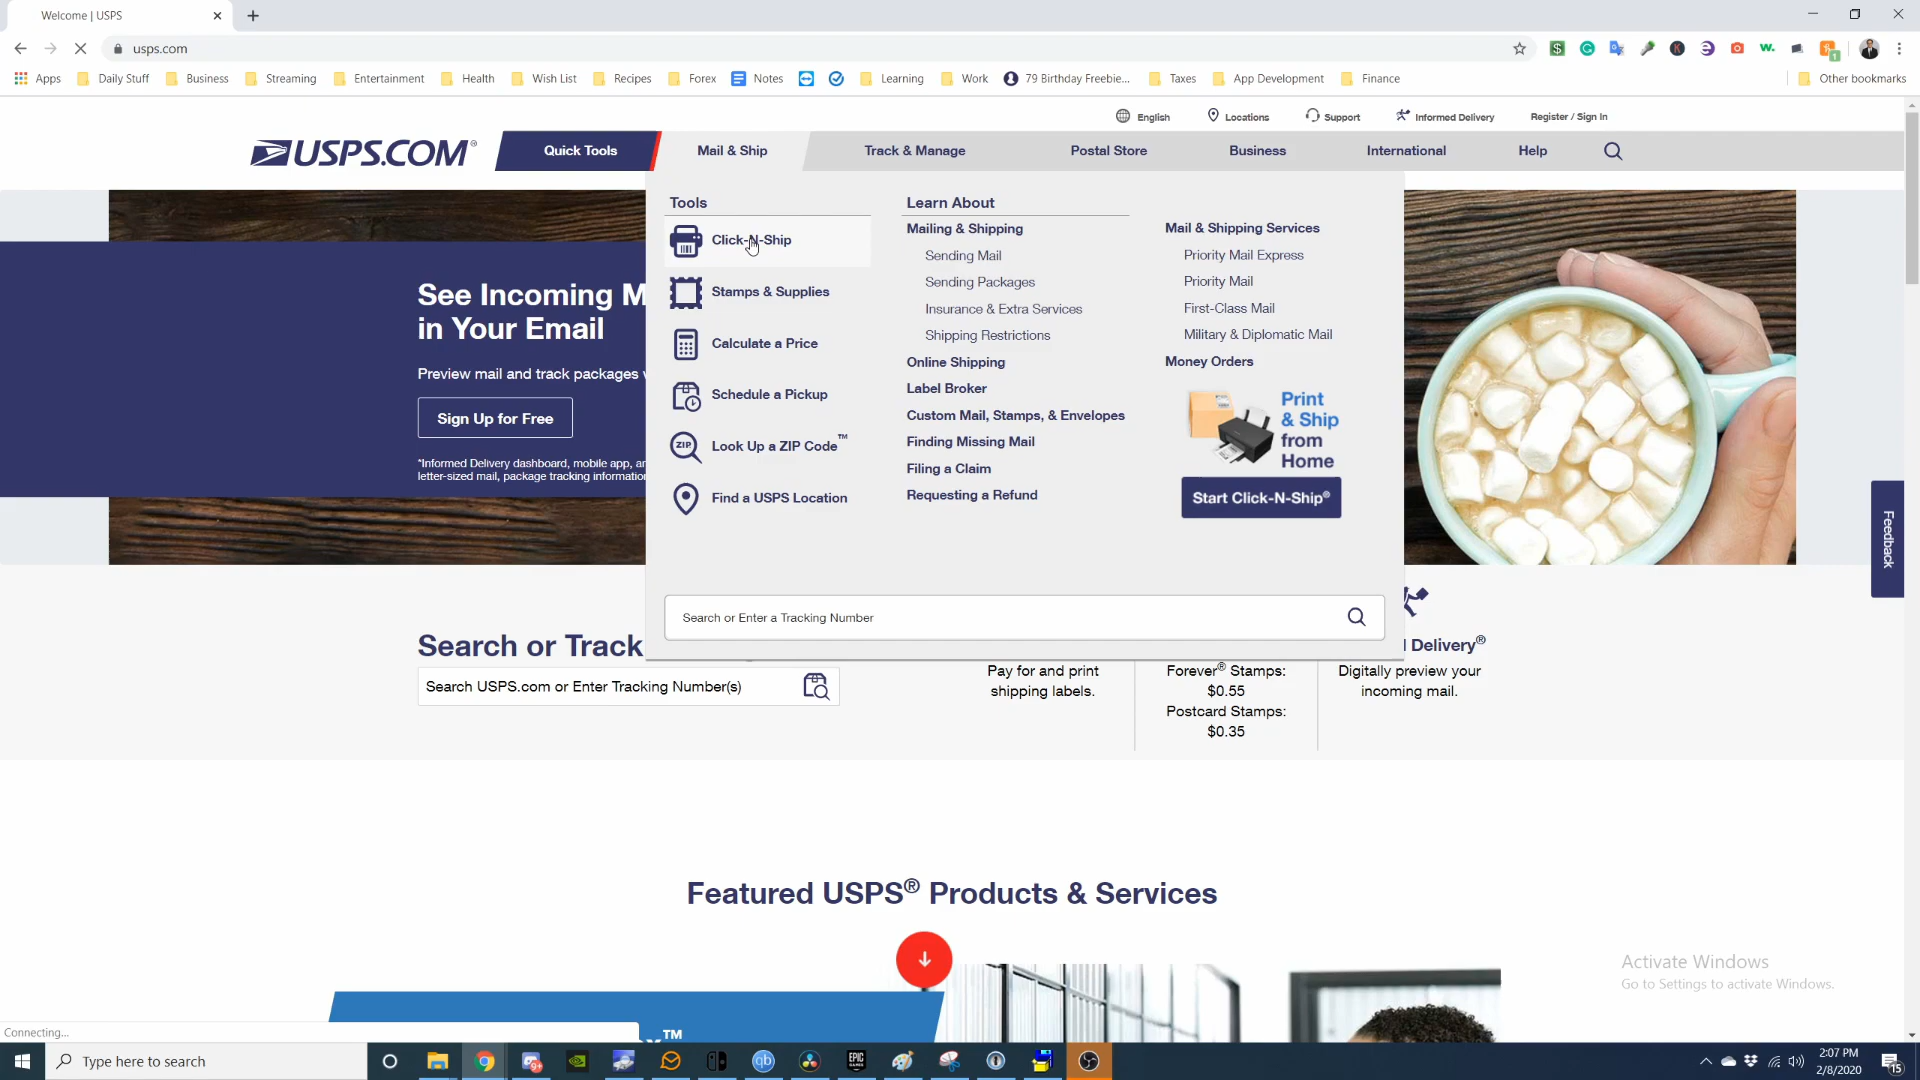 Welcome | USPS
usps.com
Apps
Daily Stuff
Business
Streaming
Entertainment
Health
Wish List
Recipes
Forex
Notes
Learning
Work
79 Birthday Freebie...
Taxes
App Development
Finance
Other bookmarks
English
Locations
Support
Informed Delivery
Register / Sign In
USPS.COM®
Quick Tools
Mail & Ship
Track & Manage
Postal Store
Business
International
Help
Tools
Click-N-Ship
Stamps & Supplies
Calculate a Price
Schedule a Pickup
ZIP
Look Up a ZIP Code™
Find a USPS Location
Learn About
Mailing & Shipping
Sending Mail
Sending Packages
Insurance & Extra Services
Shipping Restrictions
Online Shipping
Label Broker
Custom Mail, Stamps, & Envelopes
Finding Missing Mail
Filing a Claim
Requesting a Refund
Mail & Shipping Services
Priority Mail Express
Priority Mail
First-Class Mail
Military & Diplomatic Mail
Money Orders
Print
& Ship
from
Home
Start Click-N-Ship®
Search or Enter a Tracking Number
See Incoming M
in Your Email
Preview mail and track packages
Sign Up for Free
*Informed Delivery dashboard, mobile app, an
letter-sized mail, package tracking information
Feedback
Search or Track
Search USPS.com or Enter Tracking Number(s)
Pay for and print
shipping labels.
Forever® Stamps:
$0.55
Postcard Stamps:
$0.35
Delivery®
Digitally preview your
incoming mail.
Featured USPS® Products & Services
Activate Windows
Go to Settings to activate Windows.
Connecting...
Type here to search
9+
EPIC
GAMES
2:07 PM
2/8/2020
15